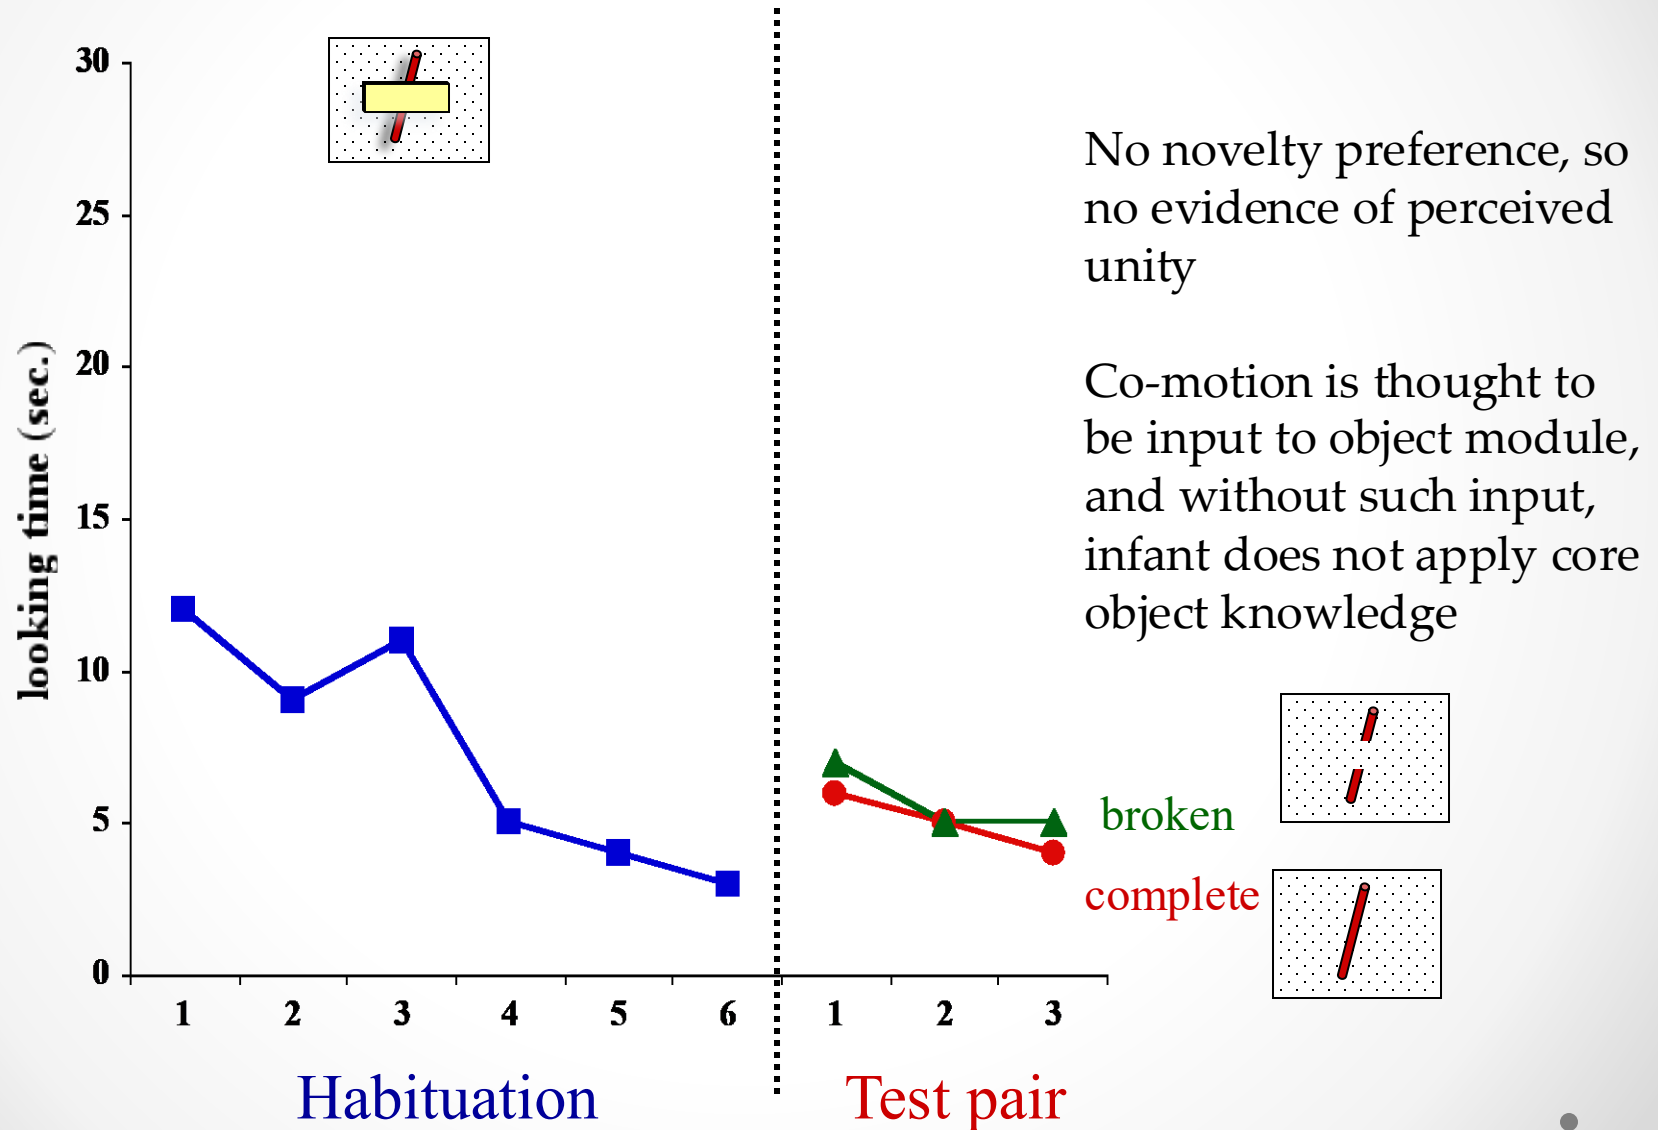 30
25
20
15
10
5
0
looking time (sec.)
1 2 3 4 5 6
1 2 3
Habituation
Test pair
No novelty preference, so
no evidence of perceived
unity
Co-motion is thought to
be input to object module,
and without such input,
infant does not apply core
object knowledge
broken
complete